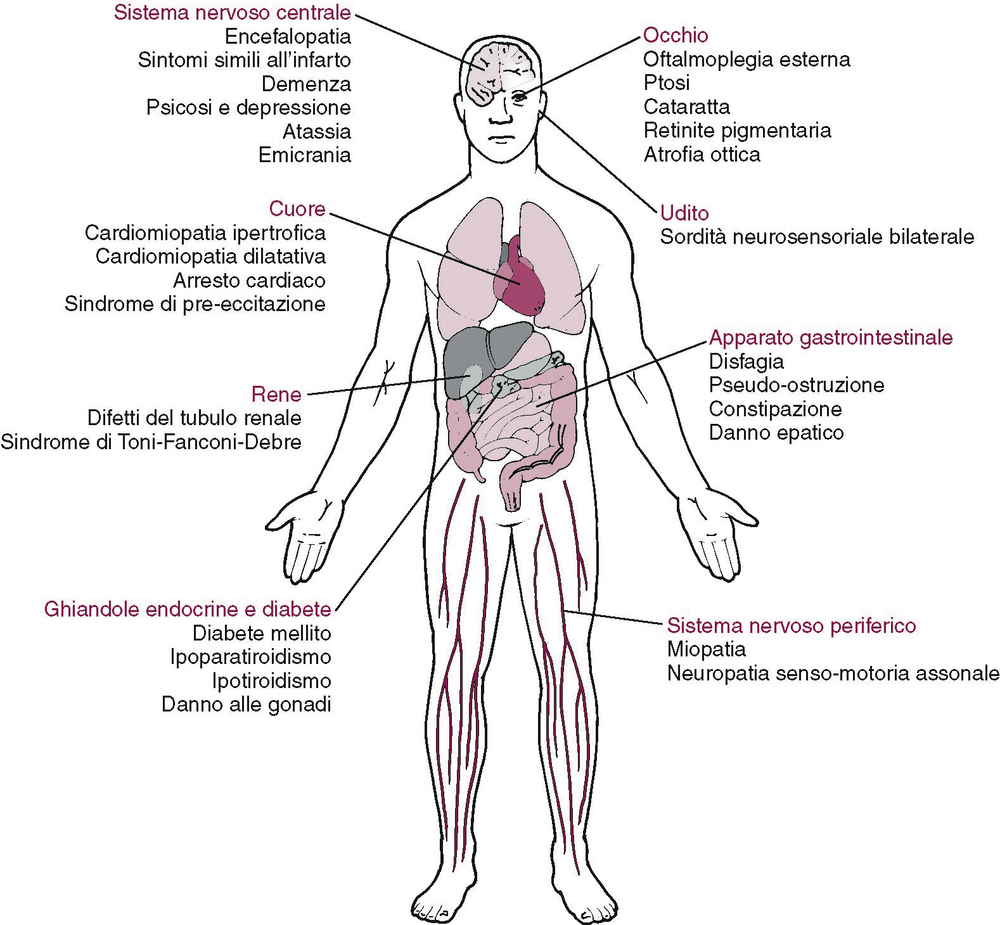 Sistema nervoso centrale
Encefalopatia
Sintomi simili all'infarto
Demenza
Psicosi e depressione
Atassia
Emicrania
Occhio
Oftalmoplegia esterna
Ptosi
Cataratta
Retinite pigmentaria
Atrofia ottica
Cuore
Cardiomiopatia ipertrofica
Cardiomiopatia dilatativa
Arresto cardiaco
Sindrome di pre-eccitazione
Udito
Sordità neurosensoriale bilaterale
Apparato gastrointestinale
Disfagia
Pseudo-ostruzione
Constipazione
Danno epatico
Rene
Difetti del tubulo renale
Sindrome di Toni-Fanconi-Debre
Ghiandole endocrine e diabete
Diabete mellito
Ipoparatiroidismo
Ipotiroidismo
Danno alle gonadi
Sistema nervoso periferico
Miopatia
Neuropatia senso-motoria assonale